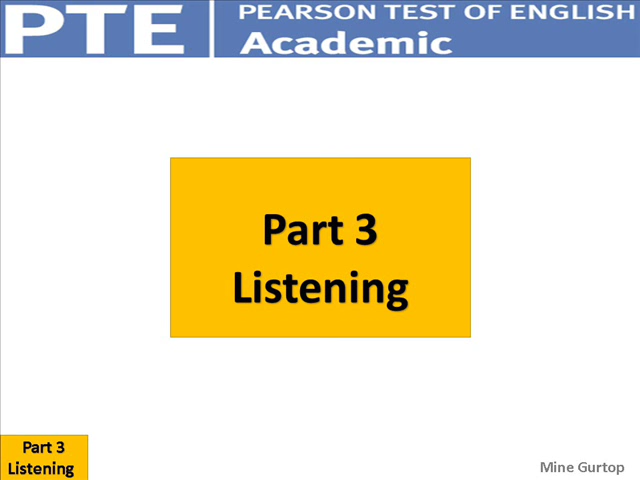 PTE
PEARSON TEST OF ENGLISH
Academic
Part 3
Listening
Part 3
Listening
Mine Gurtop